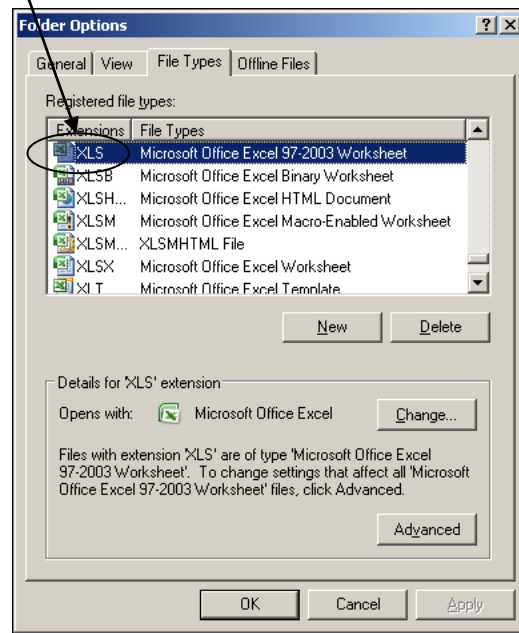 Folder Options
General View File Types Offline Files
Registered file types:
Extensions File Types
XLS Microsoft Office Excel 97-2003 Worksheet
XLSB Microsoft Office Excel Binary Worksheet
XLSH... Microsoft Office Excel HTML Document
XLSM Microsoft Office Excel Macro-Enabled Worksheet
XLSM... XLSMHTML File
XLSX Microsoft Office Excel Worksheet
XLT Microsoft Office Excel Template
New Delete
Details for 'XLS' extension
Opens with: Microsoft Office Excel Change...
Files with extension 'XLS' are of type 'Microsoft Office Excel
97-2003 Worksheet'. To change settings that affect all 'Microsoft
Office Excel 97-2003 Worksheet' files, click Advanced.
Advanced
OK Cancel Apply